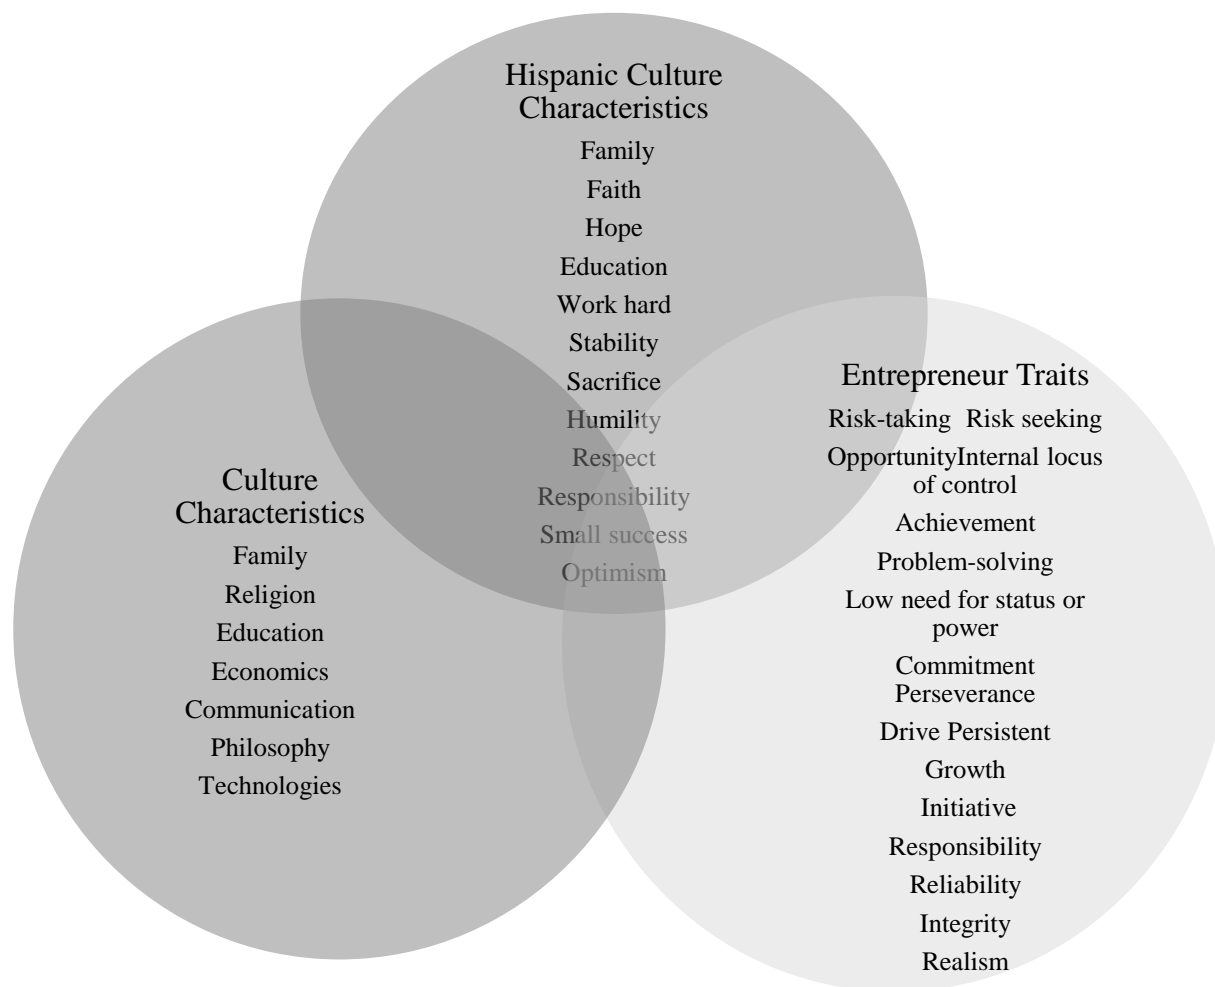 Hispanic Culture
Characteristics
Family
Faith
Hope
Education
Work hard
Stability
Sacrifice
Humility
Respect
Responsibility
Small success
Optimism
Culture
Characteristics
Family
Religion
Education
Economics
Communication
Philosophy
Technologies
Entrepreneur Traits
Risk-taking  Risk seeking
OpportunityInternal locus
of control
Achievement
Problem-solving
Low need for status or
power
Commitment
Perseverance
Drive Persistent
Growth
Initiative
Responsibility
Reliability
Integrity
Realism